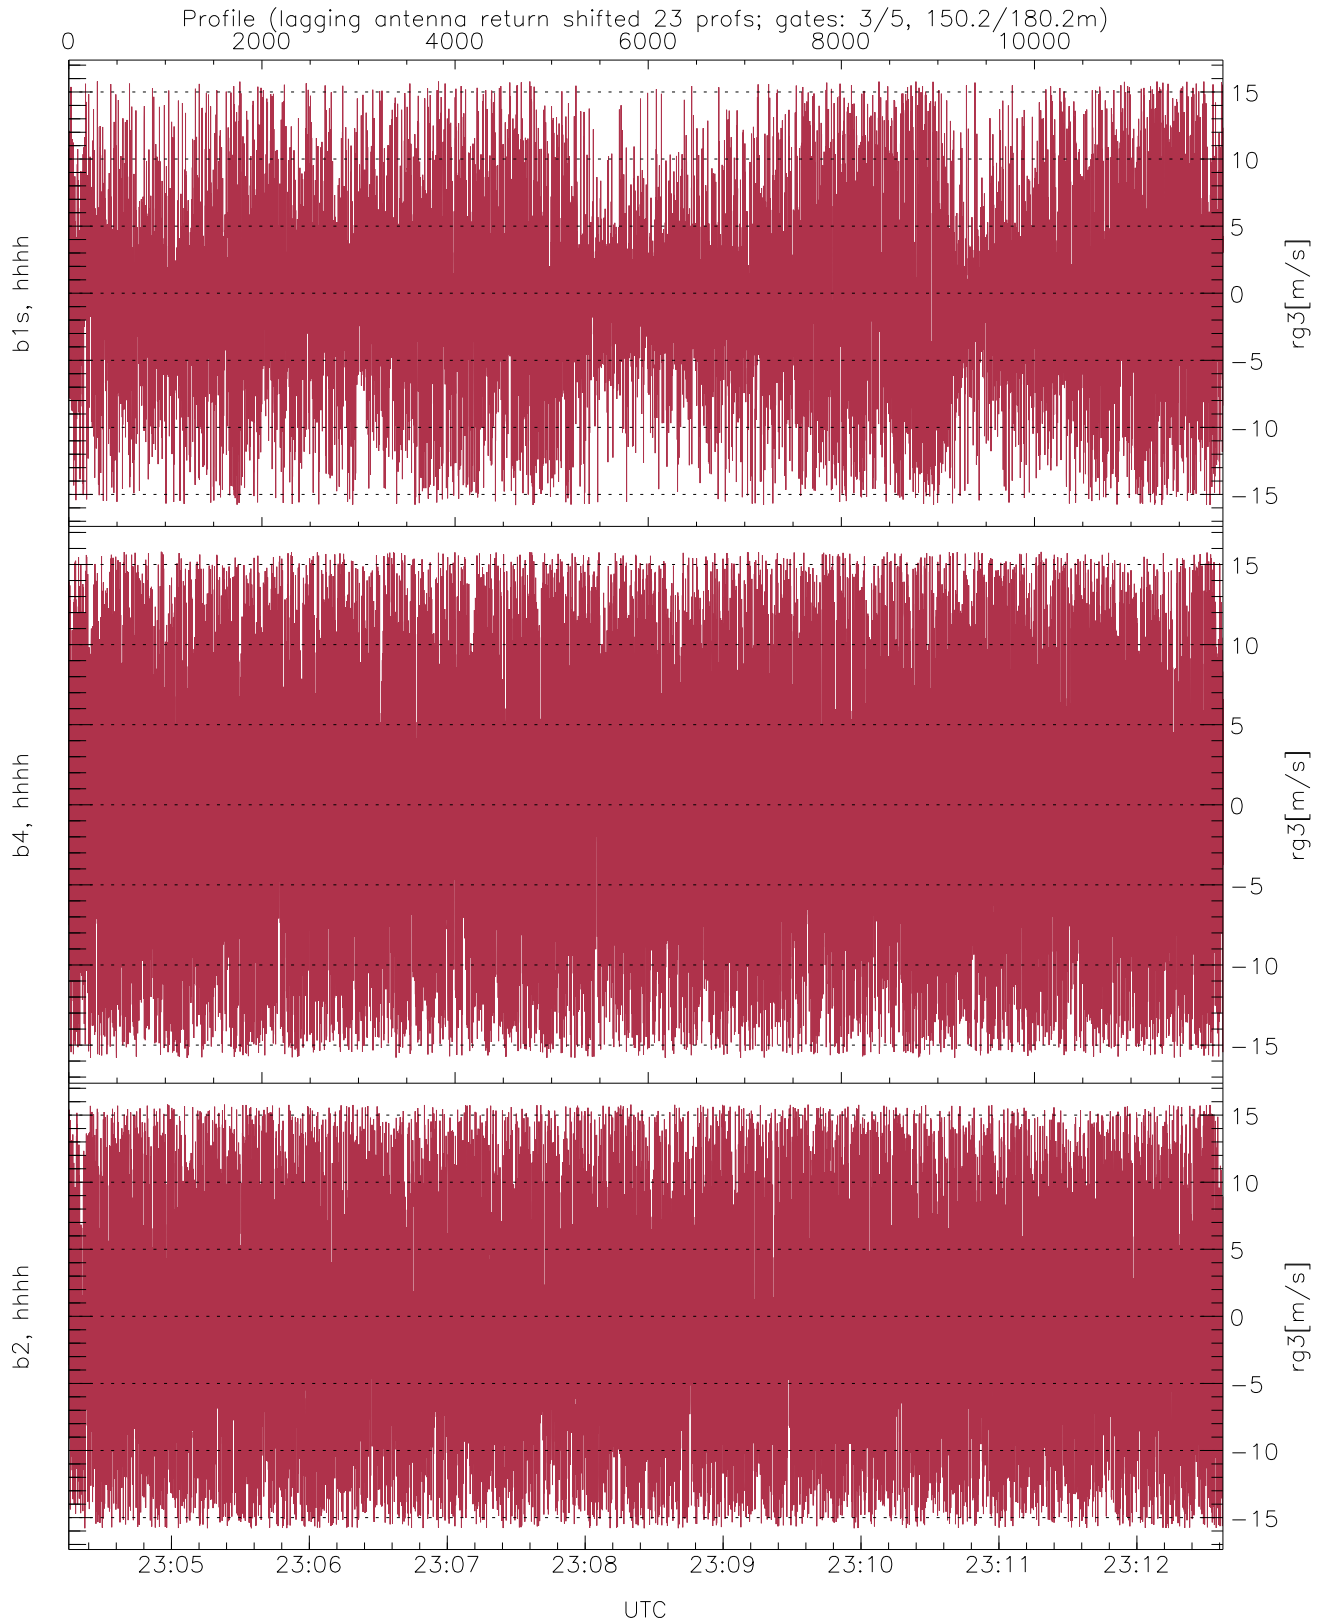 Profile (lagging antenna return shifted 23 profs; gates: 3/5, 150.2/180.2m)
0 2000 4000 6000 8000 10000
b1s, hhhh
15
10
5
0
−5
−10
−15
rg3[m/s]
b4, hhhh
15
10
5
0
−5
−10
−15
rg3[m/s]
b2, hhhh
15
10
5
0
−5
−10
−15
rg3[m/s]
23:05 23:06 23:07 23:08 23:09 23:10 23:11 23:12
UTC